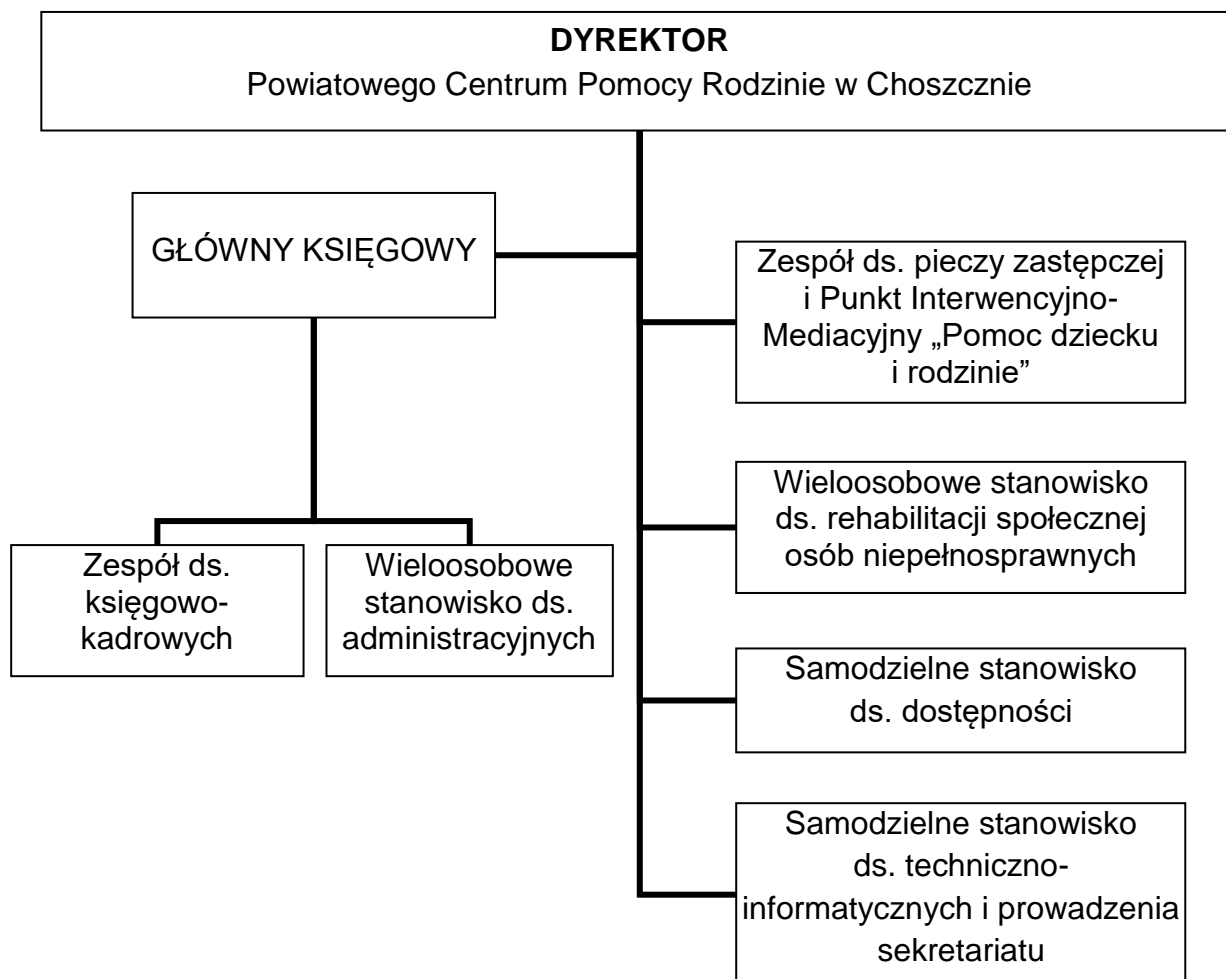 DYREKTOR
Powiatowego Centrum Pomocy Rodzinie w Choszcznie
GŁÓWNY KSIĘGOWY
Zespół ds. pieczy zastępczej
i Punkt Interwencyjno-
Mediacyjny „Pomoc dziecku
i rodzinie”
Wieloosobowe stanowisko
ds. rehabilitacji społecznej
osób niepełnosprawnych
Zespół ds.
księgowo-
kadrowych
Wieloosobowe
stanowisko ds.
administracyjnych
Samodzielne stanowisko
ds. dostępności
Samodzielne stanowisko
ds. techniczno-
informatycznych i prowadzenia
sekretariatu